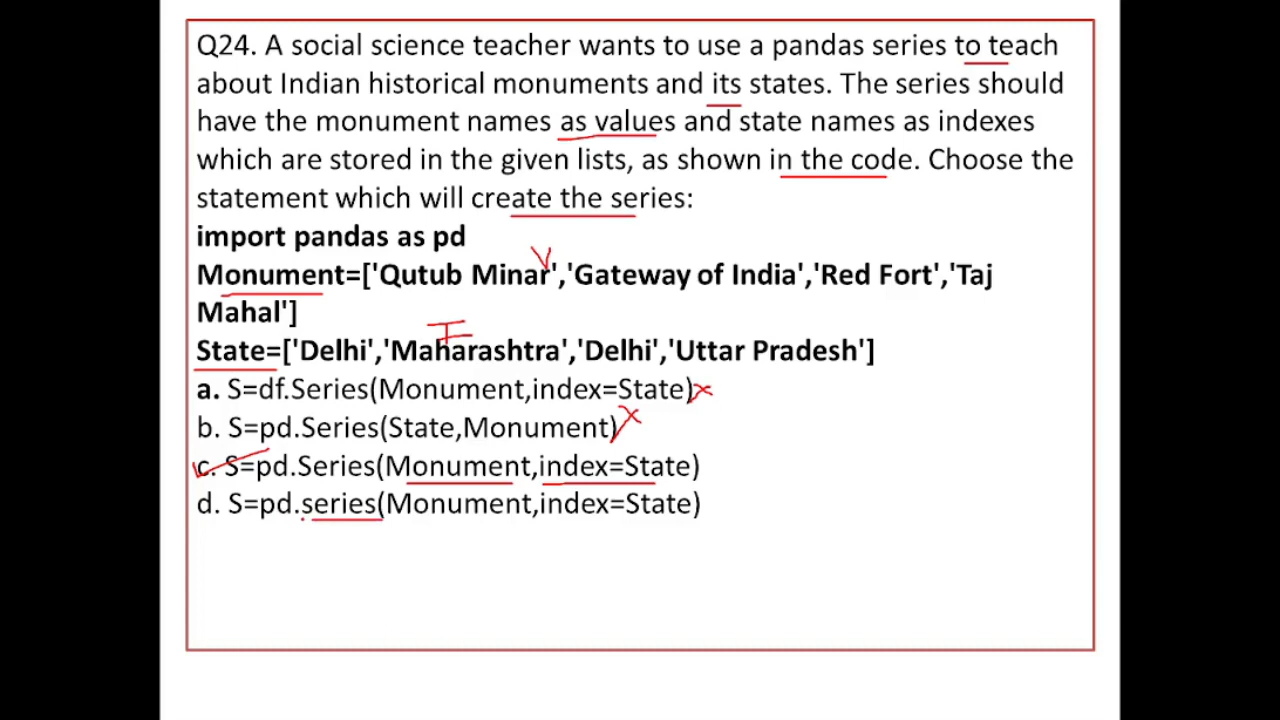 Q24. A social science teacher wants to use a pandas series to teach
about Indian historical monuments and its states. The series should
have the monument names as values and state names as indexes
which are stored in the given lists, as shown in the code. Choose the
statement which will create the series:
import pandas as pd
V
Monument=['Qutub Minar','Gateway of India','Red Fort','Taj
Mahal']
I
State=['Delhi','Maharashtra','Delhi','Uttar Pradesh']
a. S=df.Series(Monument,index=State)
b. S=pd.Series(State,Monument)
c. S=pd.Series(Monument,index=State)
d. S=pd.series(Monument,index=State)